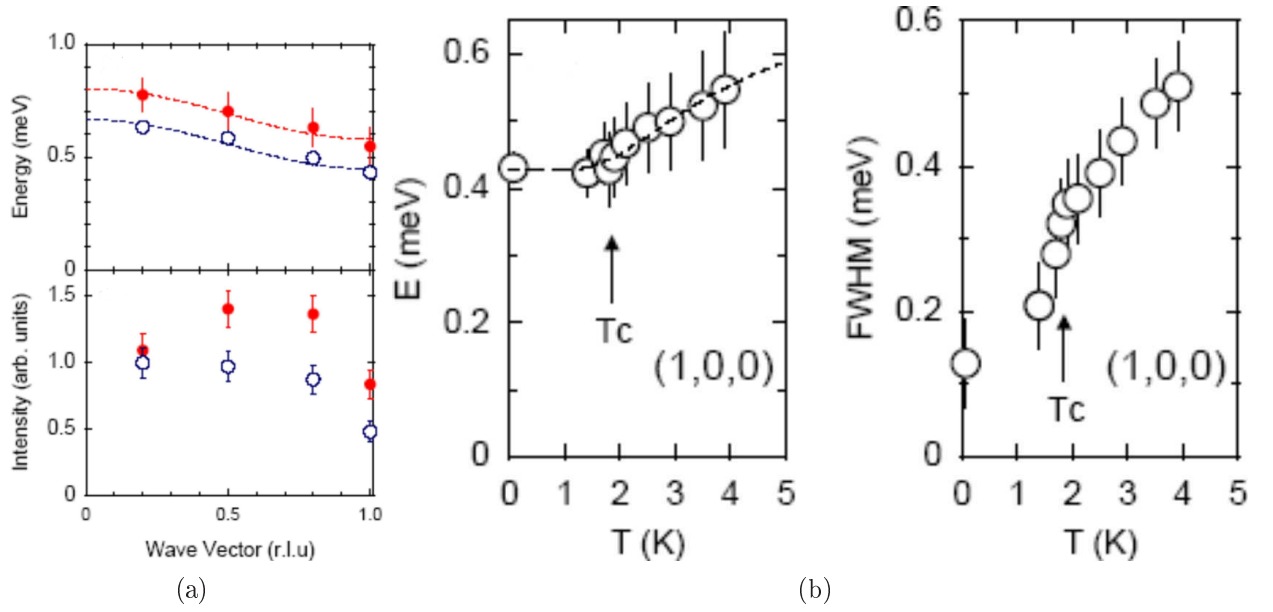 1.0
0.5
0
Energy (meV)
1.5
1.0
0.5
0
Intensity (arb. units)
0 0.5 1.0
Wave Vector (r.l.u)
(a)
0.6
0.4
0.2
0
E (meV)
Tc
(1,0,0)
0 1 2 3 4 5
T (K)
0.6
0.4
0.2
0
FWHM (meV)
Tc
(1,0,0)
0 1 2 3 4 5
T (K)
(b)